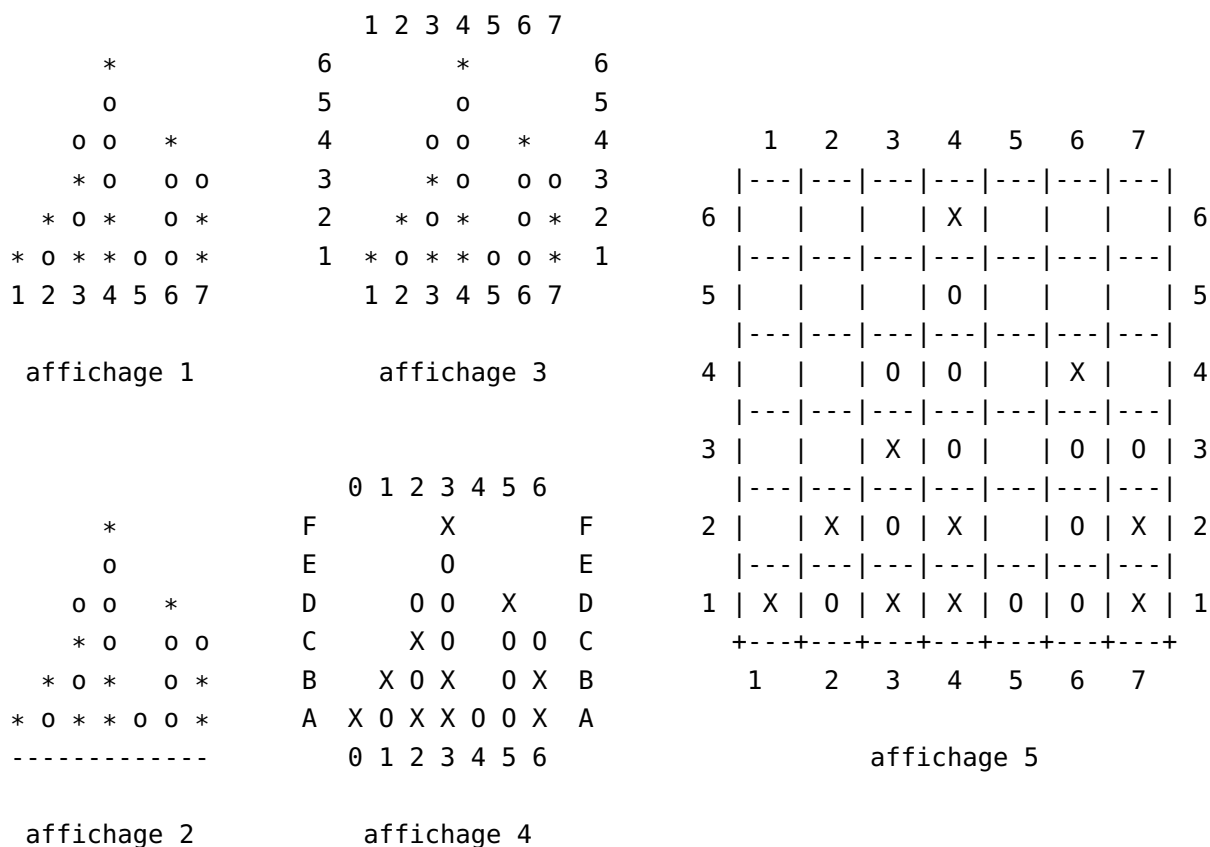 *
o
o o   *
* o   o o
* o *   o *
* o * * o o *
1 2 3 4 5 6 7
affichage 1
*
o
o o   *
* o   o o
* o *   o *
* o * * o o *
-------------
affichage 2
1 2 3 4 5 6 7
6         *        6
5         o        5
4       o o   *    4
3       * o   o o  3
2     * o *   o *  2
1   * o * * o o *  1
1 2 3 4 5 6 7
affichage 3
0 1 2 3 4 5 6
F         X        F
E         O        E
D       O O   X    D
C       X O   O O  C
B     X O X   O X  B
A   X O X X O O X  A
0 1 2 3 4 5 6
affichage 4
1   2   3   4   5   6   7
|---|---|---|---|---|---|---|
6 |   |   |   | X |   |   |   | 6
|---|---|---|---|---|---|---|
5 |   |   |   | O |   |   |   | 5
|---|---|---|---|---|---|---|
4 |   |   | O | O |   | X |   | 4
|---|---|---|---|---|---|---|
3 |   |   | X | O |   | O | O | 3
|---|---|---|---|---|---|---|
2 |   | X | O | X |   | O | X | 2
|---|---|---|---|---|---|---|
1 | X | O | X | X | O | O | X | 1
+---+---+---+---+---+---+---+
1   2   3   4   5   6   7
affichage 5